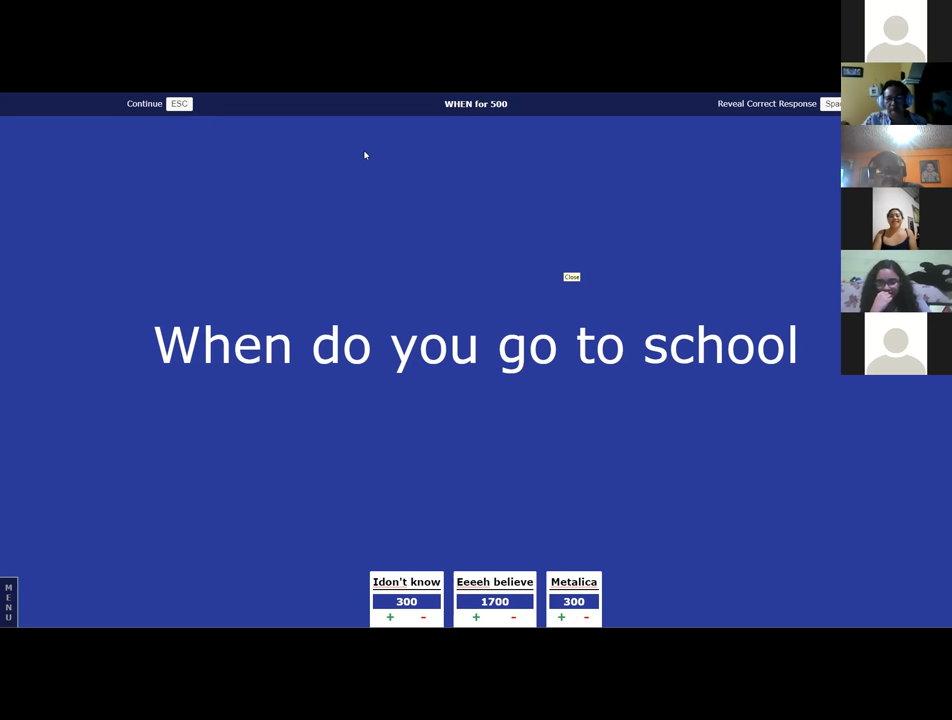 Continue ESC WHEN for 500 Reveal Correct Response
Close
When do you go to school
Idon't know Eeeeh believe Metalica
300 1700 300
+ - + - + -
MENU